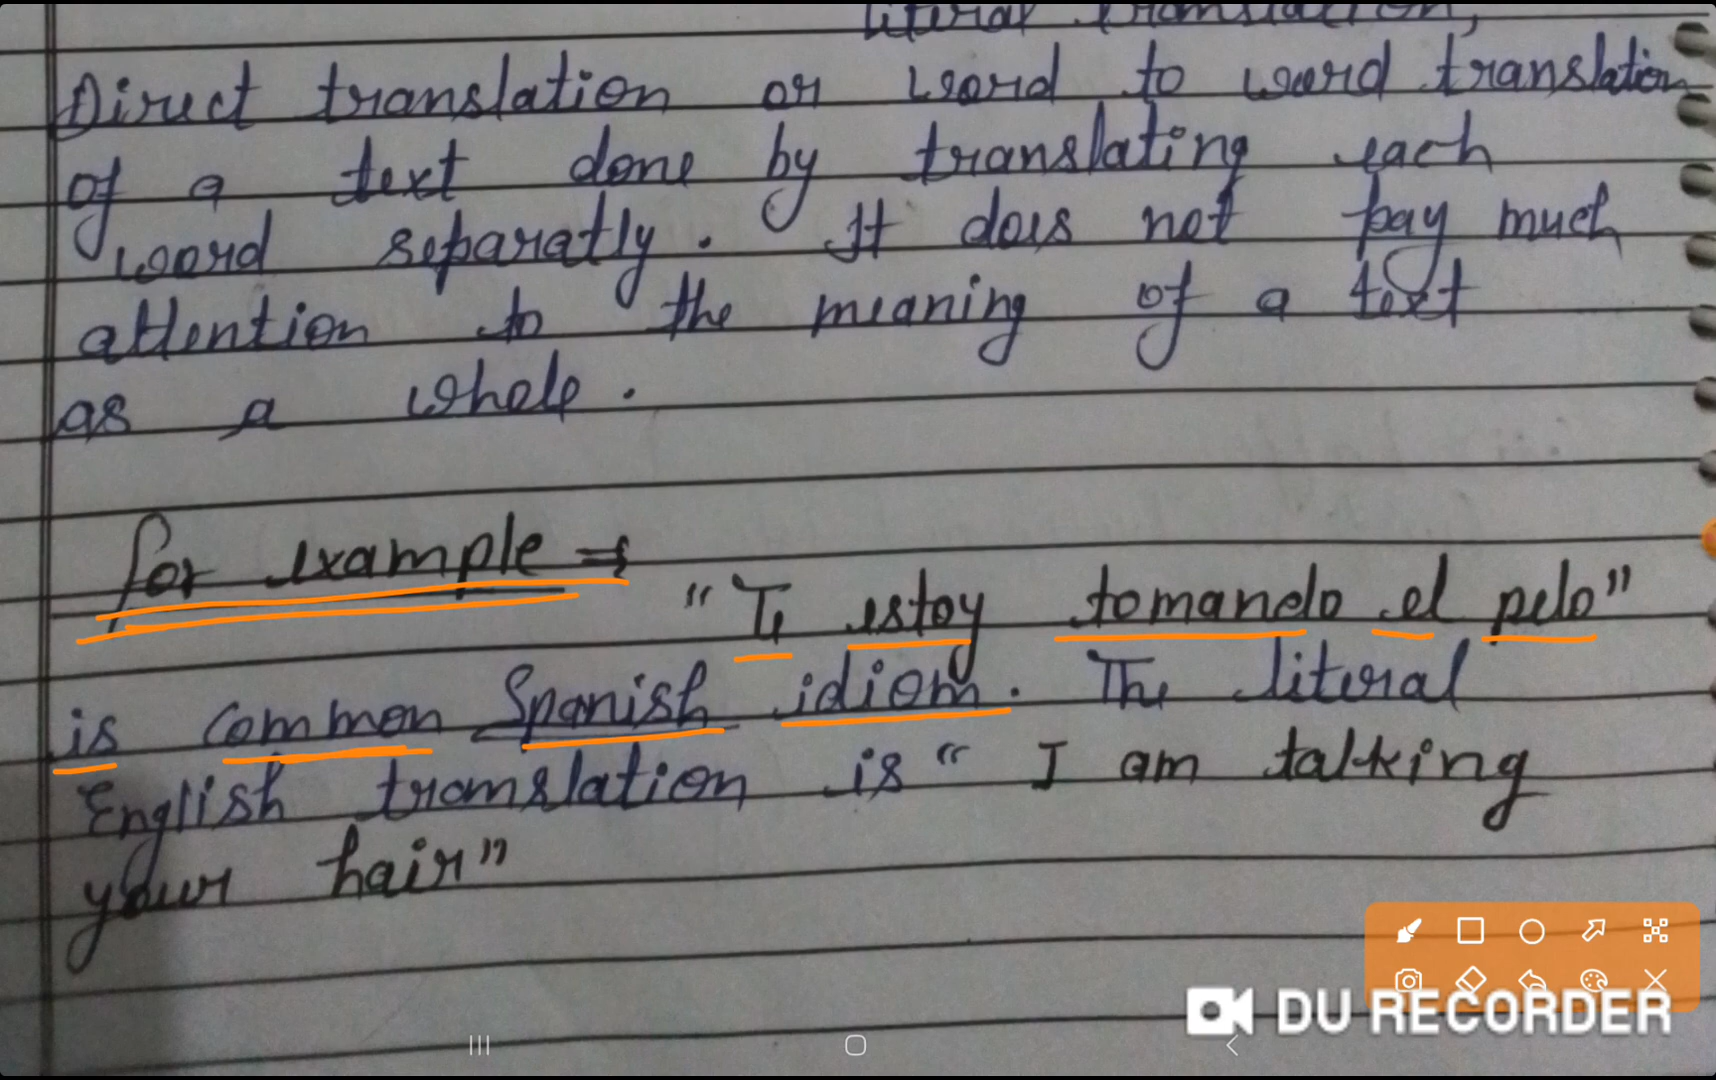 literal translation,
Direct translation or word to word translation
of a text done by translating each
word separatly. It does not pay much
attention to the meaning of a text
as a whole.
for example =
"Te estoy tomando el pelo"
is common Spanish idiom. The literal
English translation is "I am talking
your hair"
DU RECORDER